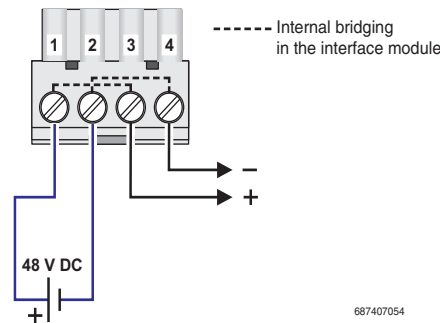 1 2 3 4
Internal bridging
in the interface module
–
+
48 V DC
+
687407054